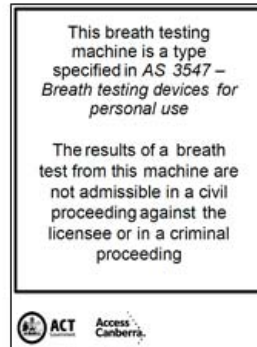 This breath testing
machine is a type
specified in AS 3547 –
Breath testing devices for
personal use
The results of a breath
test from this machine are
not admissible in a civil
proceeding against the
licensee or in a criminal
proceeding
ACT
Access
Canberra